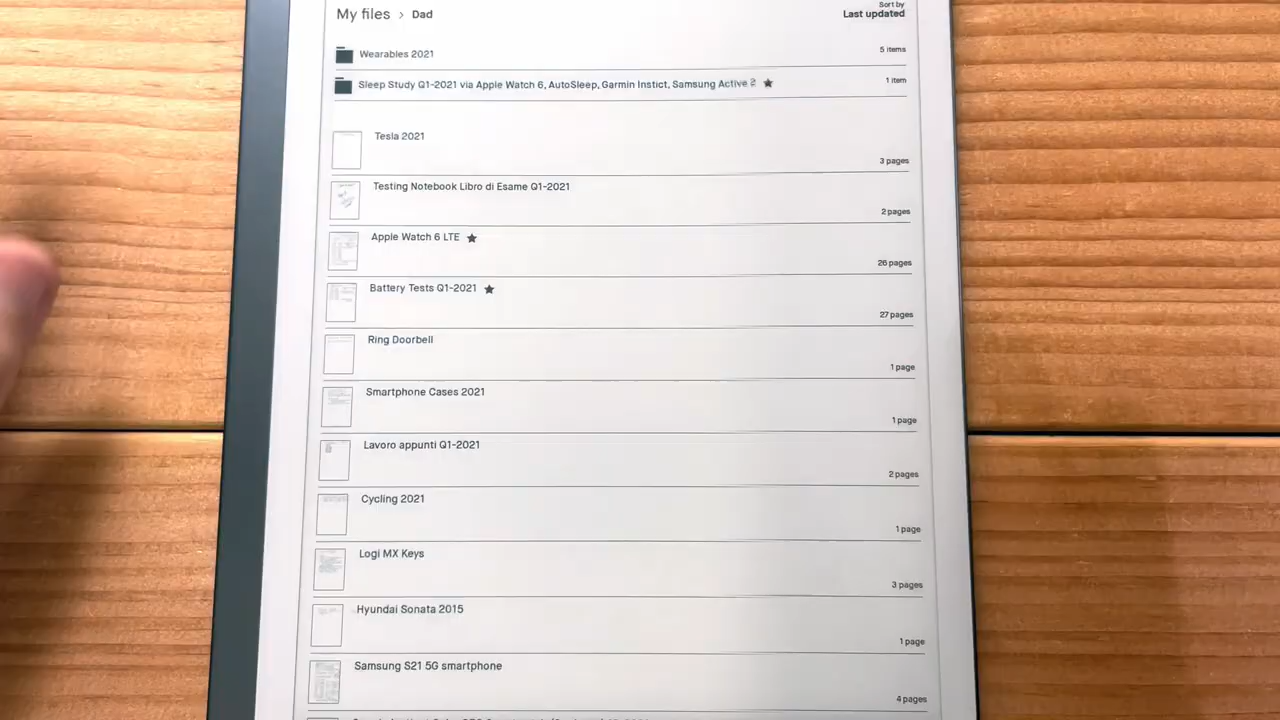 My files > Dad
Sort by
Last updated
Wearables 2021
5 items
Sleep Study Q1-2021 via Apple Watch 6, AutoSleep, Garmin Instict, Samsung Active 2 ★
1 item
Tesla 2021
3 pages
Testing Notebook Libro di Esame Q1-2021
2 pages
Apple Watch 6 LTE ★
26 pages
Battery Tests Q1-2021 ★
27 pages
Ring Doorbell
1 page
Smartphone Cases 2021
1 page
Lavoro appunti Q1-2021
2 pages
Cycling 2021
1 page
Logi MX Keys
3 pages
Hyundai Sonata 2015
1 page
Samsung S21 5G smartphone
4 pages